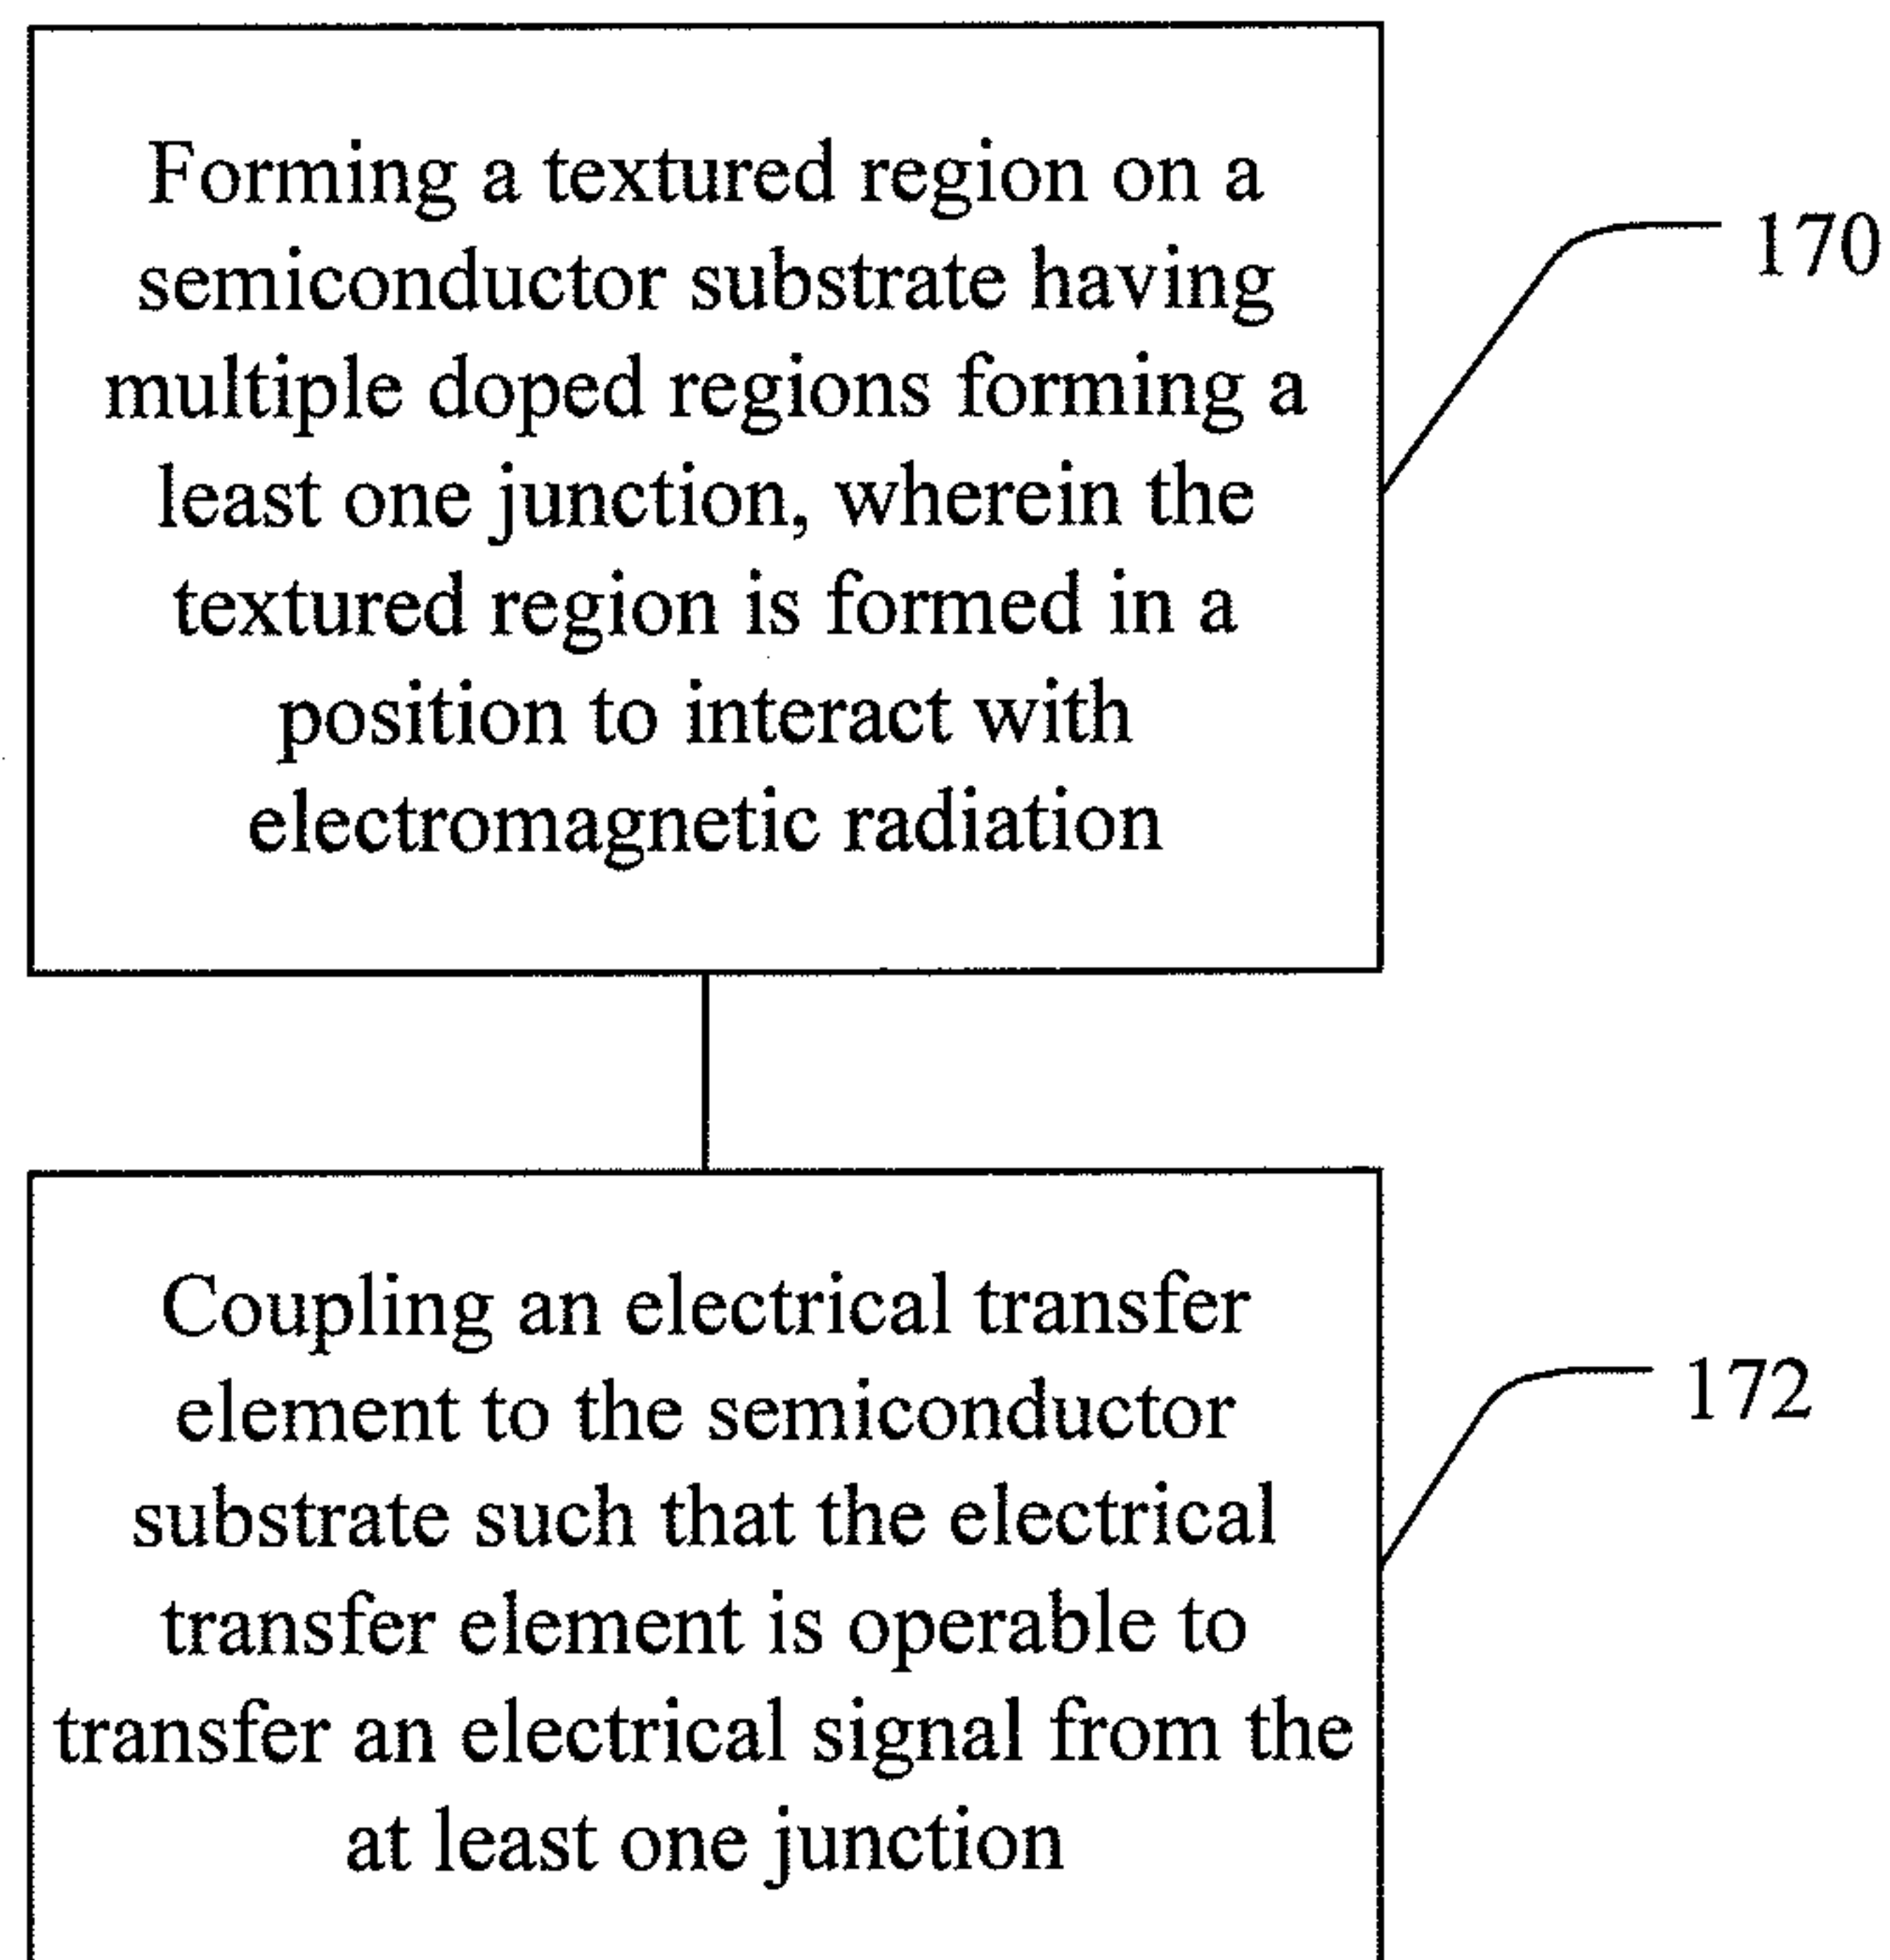 Forming a textured region on a
semiconductor substrate having
multiple doped regions forming a
least one junction, wherein the
textured region is formed in a
position to interact with
electromagnetic radiation
170
Coupling an electrical transfer
element to the semiconductor
substrate such that the electrical
transfer element is operable to
transfer an electrical signal from the
at least one junction
172